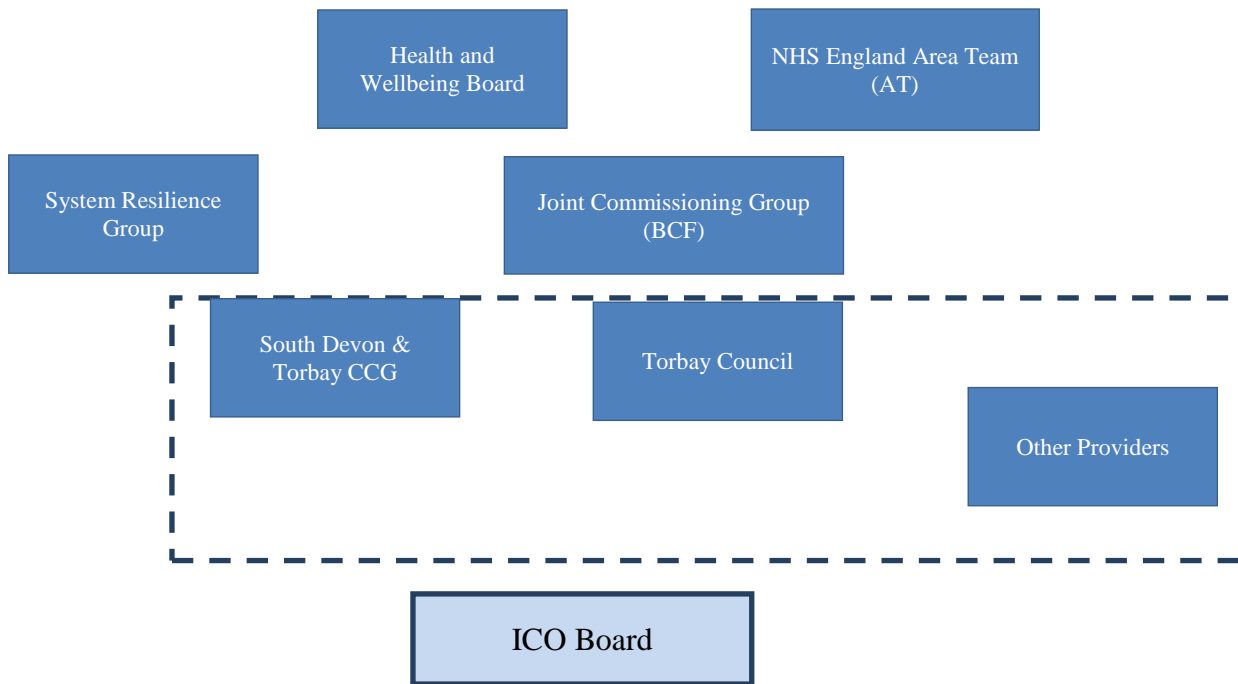 Health and
Wellbeing Board
NHS England Area Team
(AT)
System Resilience
Group
Joint Commissioning Group
(BCF)
South Devon &
Torbay CCG
Torbay Council
Other Providers
ICO Board